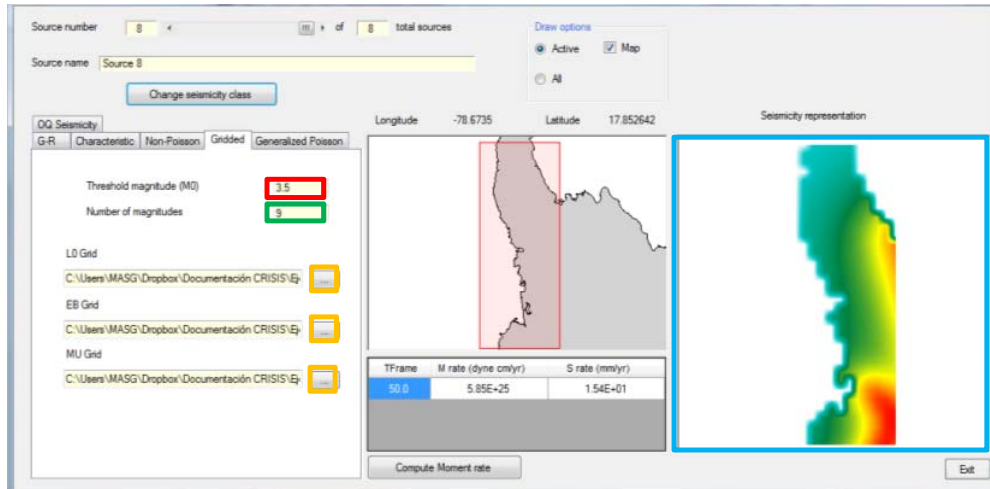 Source number 8 of 8 total sources
Draw options
Active Map
Source name Source 8
All
Change seismicity class
Longitude -78.6735 Latitude 17.852642
Seismicity representation
OQ Seismicity
G-R Characteristic Non-Poisson Gridded Generalized Poisson
Threshold magnitude (M0) 3.5
Number of magnitudes 9
L0 Grid
C:\Users\MASG\Dropbox\Documentación CRISIS\Ej ...
EB Grid
C:\Users\MASG\Dropbox\Documentación CRISIS\Ej ...
MU Grid
C:\Users\MASG\Dropbox\Documentación CRISIS\Ej ...
TFrame M rate (dyne cm/yr) S rate (mm/yr)
50.0 5.85E+25 1.54E+01
Compute Moment rate
Exit